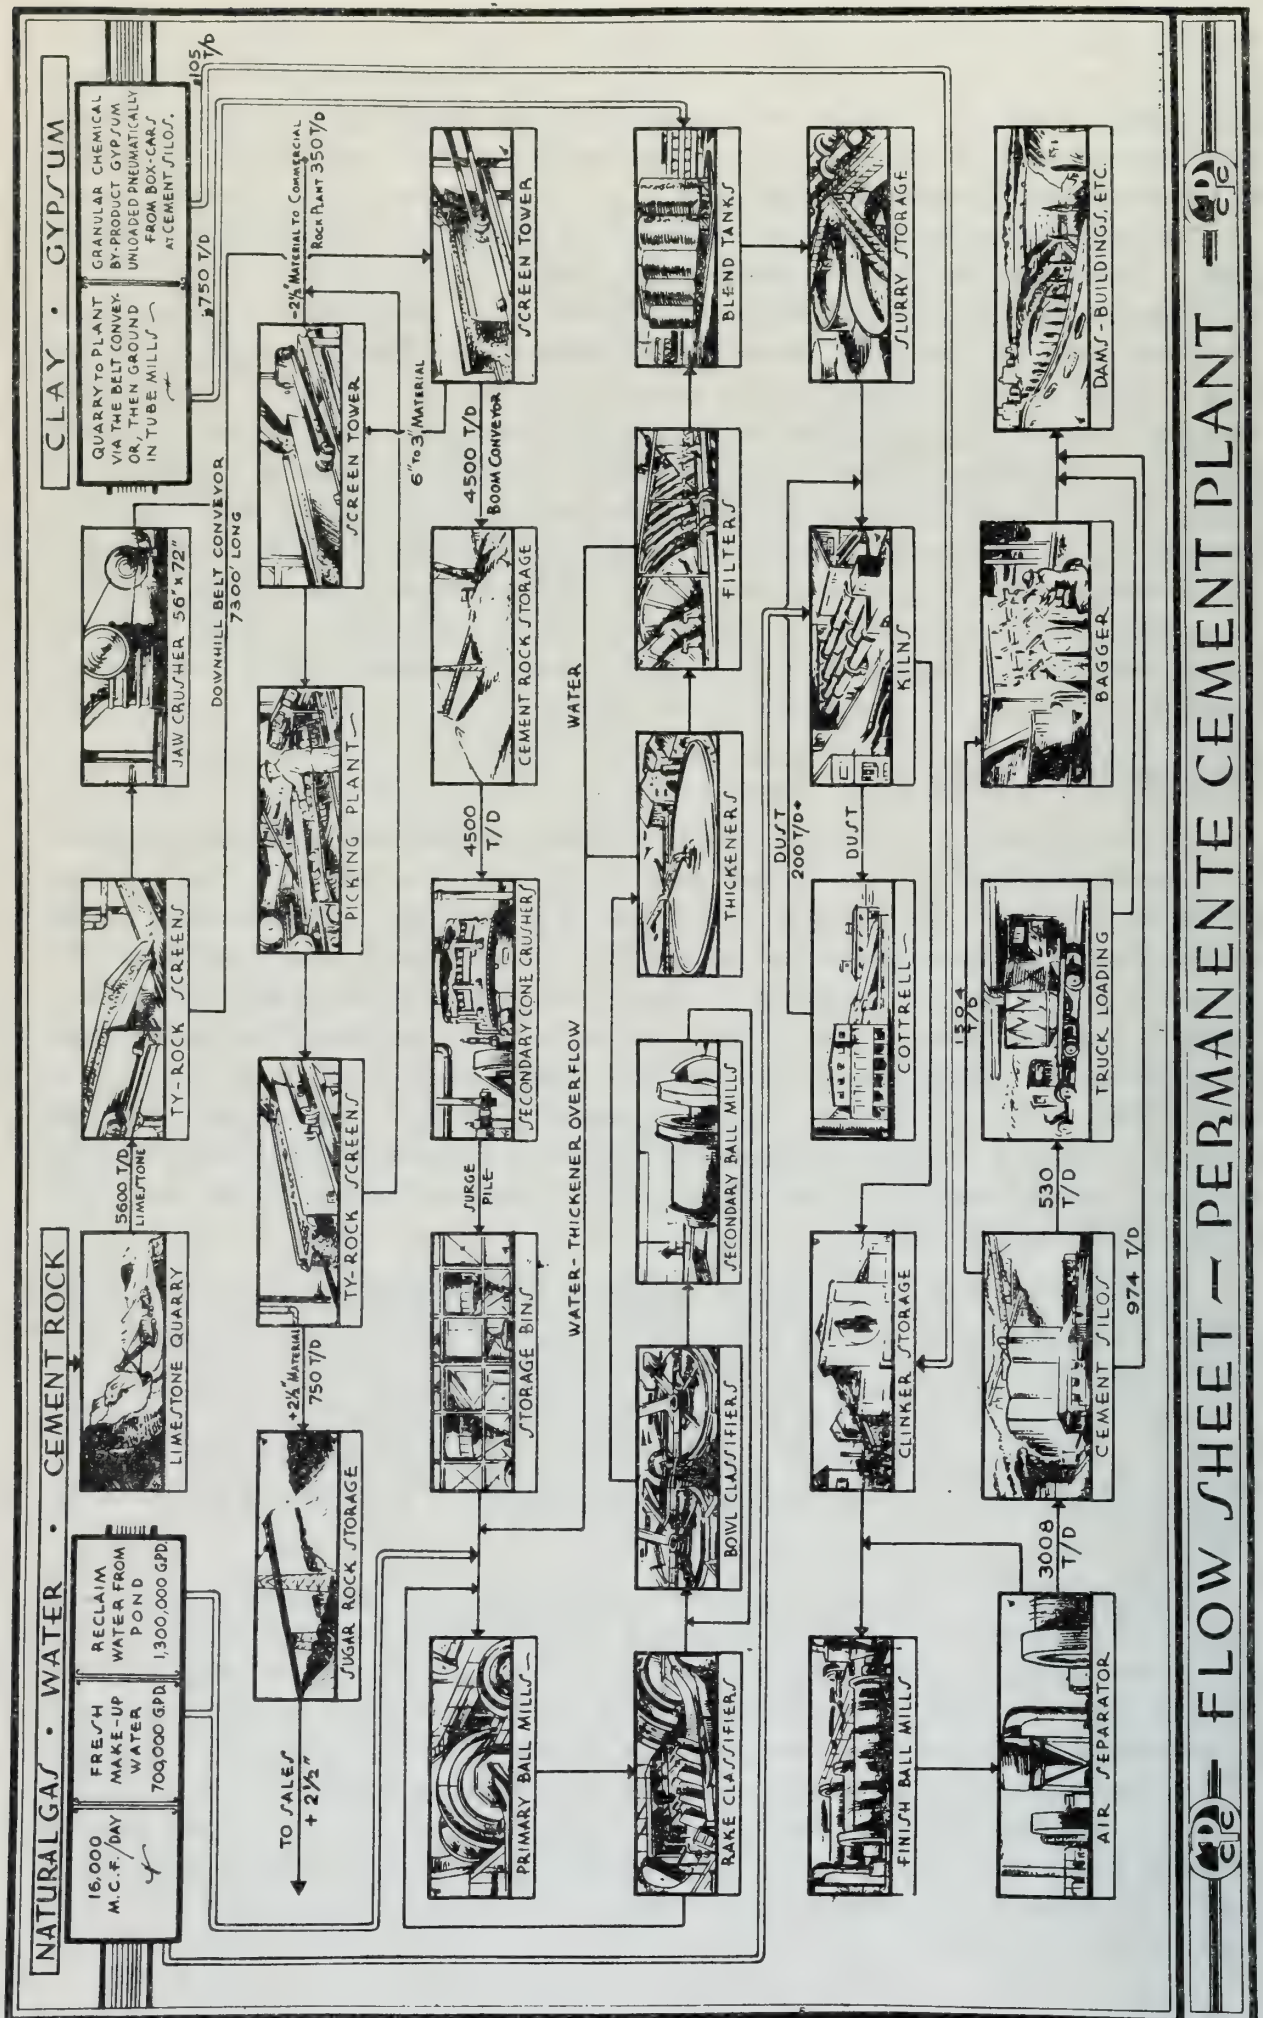 NATURAL GAS • WATER • CEMENT ROCK
CLAY • GYPSUM
16,000
M.C.F./DAY
FRESH
MAKE-UP
WATER
700,000 G.P.D.
RECLAIM
WATER FROM
POND
1,300,000 GPD.
LIMESTONE QUARRY
5600 T/D
LIMESTONE
TY-ROCK SCREENS
JAW CRUSHER 56"x 72"
QUARRY TO PLANT
VIA THE BELT CONVEY-
OR, THEN GROUND
IN TUBE MILLS
GRANULAR CHEMICAL
BY-PRODUCT GYPSUM
UNLOADED PNEUMATICALLY
FROM BOX-CARS
AT CEMENT SILOS.
750 T/D
105
T/D
DOWNHILL BELT CONVEYOR
7300' LONG
TO SALES
+ 2½"
SUGAR ROCK STORAGE
+2½" MATERIAL
750 T/D
TY-ROCK SCREENS
PICKING PLANT
SCREEN TOWER
-2½" MATERIAL TO COMMERCIAL
ROCK PLANT 350 T/D
6" TO 3" MATERIAL
PRIMARY BALL MILLS
STORAGE BINS
SURGE
PILE
SECONDARY CONE CRUSHERS
4500
T/D
CEMENT ROCK STORAGE
4500 T/D
BOOM CONVEYOR
SCREEN TOWER
WATER-THICKENER OVERFLOW
WATER
RAKE CLASSIFIERS
BOWL CLASSIFIERS
SECONDARY BALL MILLS
THICKENERS
FILTERS
BLEND TANKS
DUST
200 T/D+
FINISH BALL MILLS
CLINKER STORAGE
COTTRELL
DUST
KILNS
SLURRY STORAGE
1504
T/D
AIR SEPARATOR
3008
T/D
CEMENT SILOS
530
T/D
TRUCK LOADING
BAGGER
DAMS-BUILDINGS, ETC.
974 T/D
FLOW SHEET — PERMANENTE CEMENT PLANT